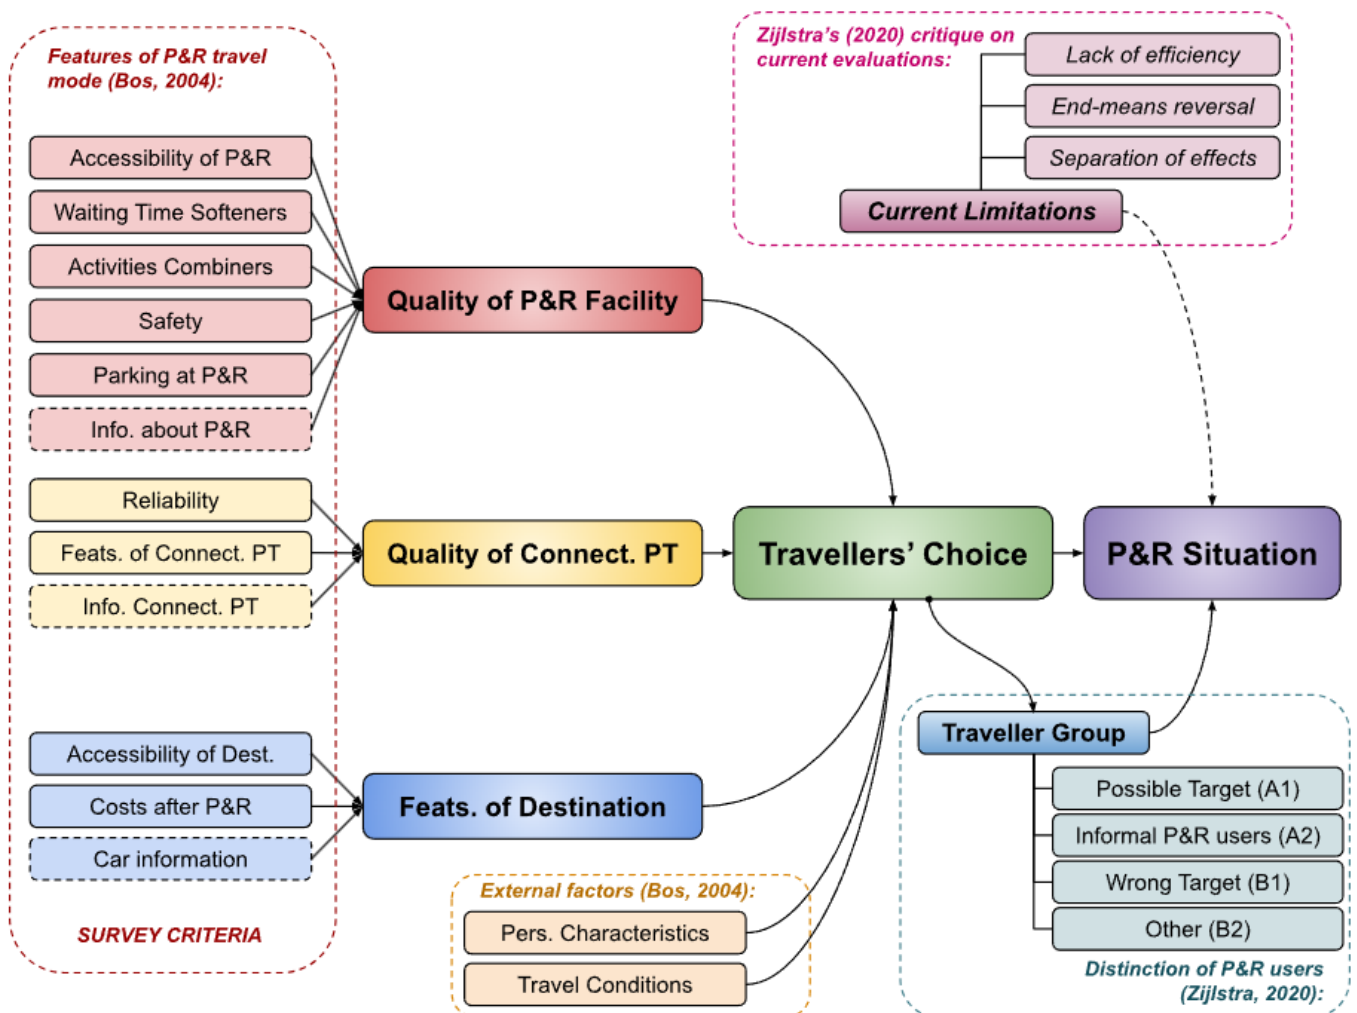 Features of P&R travel
mode (Bos, 2004):
Accessibility of P&R
Waiting Time Softeners
Activities Combiners
Safety
Parking at P&R
Info. about P&R
Reliability
Feats. of Connect. PT
Info. Connect. PT
Accessibility of Dest.
Costs after P&R
Car information
SURVEY CRITERIA
Quality of P&R Facility
Quality of Connect. PT
Feats. of Destination
External factors (Bos, 2004):
Pers. Characteristics
Travel Conditions
Zijlstra's (2020) critique on
current evaluations:
Lack of efficiency
End-means reversal
Separation of effects
Current Limitations
Travellers' Choice
P&R Situation
Traveller Group
Possible Target (A1)
Informal P&R users (A2)
Wrong Target (B1)
Other (B2)
Distinction of P&R users
(Zijlstra, 2020):